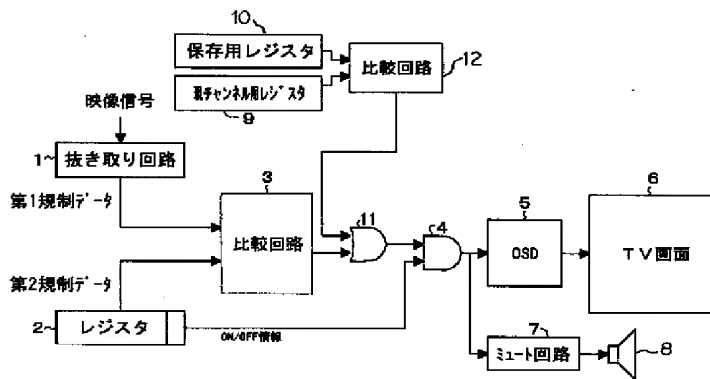 10
保存用レジスタ
現チャンネル用レジスタ
9
比較回路
12
映像信号
1
抜き取り回路
第1規制データ
3
比較回路
11
4
5
OSD
6
TV画面
第2規制データ
2
レジスタ
ON/OFF情報
7
ミュート回路
8